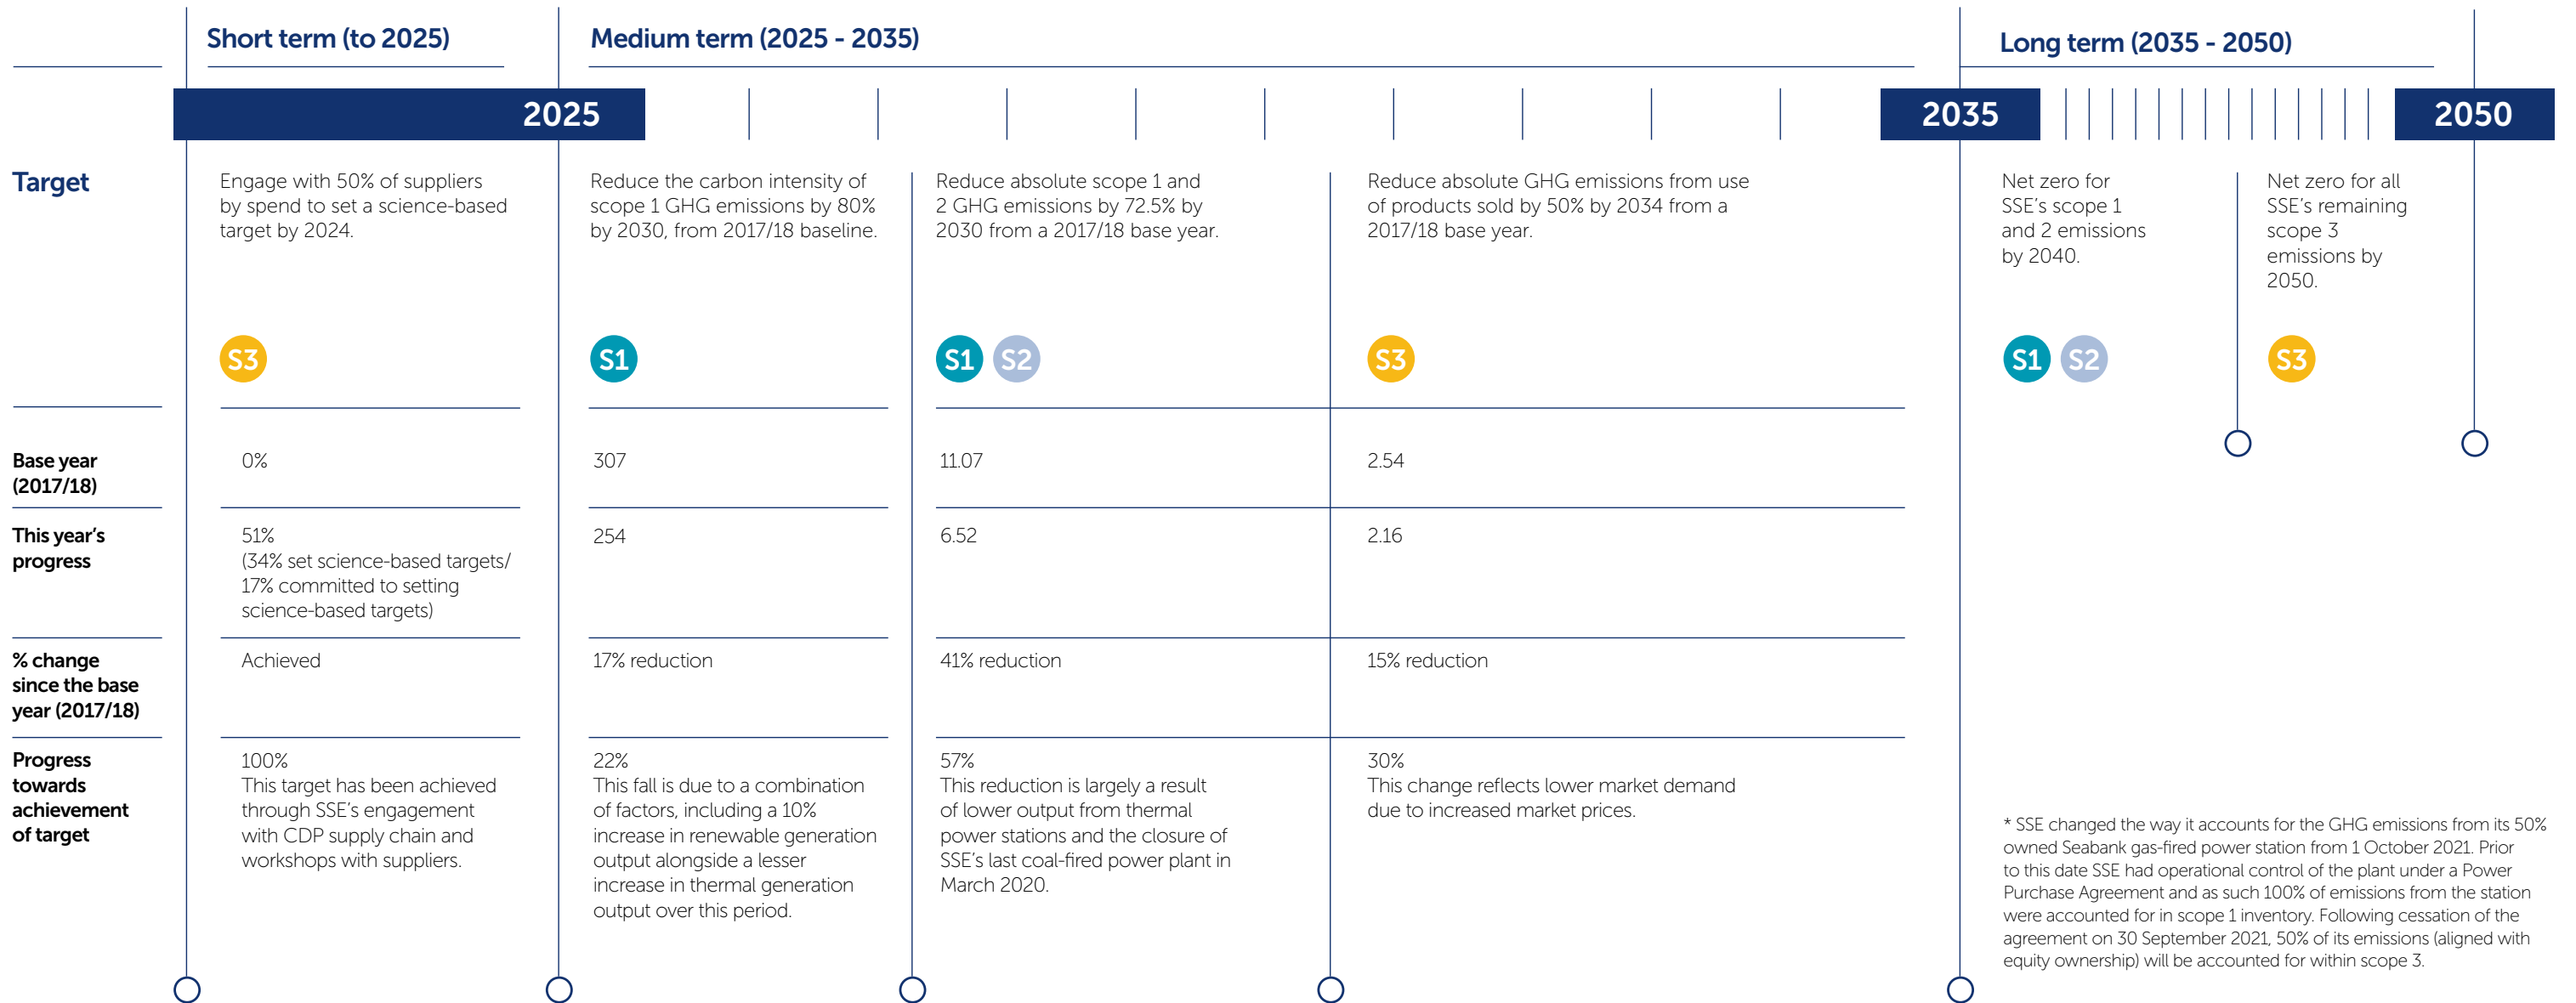 Short term (to 2025)
Medium term (2025 - 2035)
Long term (2035 - 2050)
2025
2035
2050
Target
Engage with 50% of suppliers
by spend to set a science-based
target by 2024.
S3
Reduce the carbon intensity of
scope 1 GHG emissions by 80%
by 2030, from 2017/18 baseline.
S1
Reduce absolute scope 1 and
2 GHG emissions by 72.5% by
2030 from a 2017/18 base year.
S1 S2
Reduce absolute GHG emissions from use
of products sold by 50% by 2034 from a
2017/18 base year.
S3
Net zero for
SSE's scope 1
and 2 emissions
by 2040.
S1 S2
Net zero for all
SSE's remaining
scope 3
emissions by
2050.
S3
Base year
(2017/18)
0%
307
11.07
2.54
This year's
progress
51%
(34% set science-based targets/
17% committed to setting
science-based targets)
254
6.52
2.16
% change
since the base
year (2017/18)
Achieved
17% reduction
41% reduction
15% reduction
Progress
towards
achievement
of target
100%
This target has been achieved
through SSE's engagement
with CDP supply chain and
workshops with suppliers.
22%
This fall is due to a combination
of factors, including a 10%
increase in renewable generation
output alongside a lesser
increase in thermal generation
output over this period.
57%
This reduction is largely a result
of lower output from thermal
power stations and the closure of
SSE's last coal-fired power plant in
March 2020.
30%
This change reflects lower market demand
due to increased market prices.
* SSE changed the way it accounts for the GHG emissions from its 50%
owned Seabank gas-fired power station from 1 October 2021. Prior
to this date SSE had operational control of the plant under a Power
Purchase Agreement and as such 100% of emissions from the station
were accounted for in scope 1 inventory. Following cessation of the
agreement on 30 September 2021, 50% of its emissions (aligned with
equity ownership) will be accounted for within scope 3.